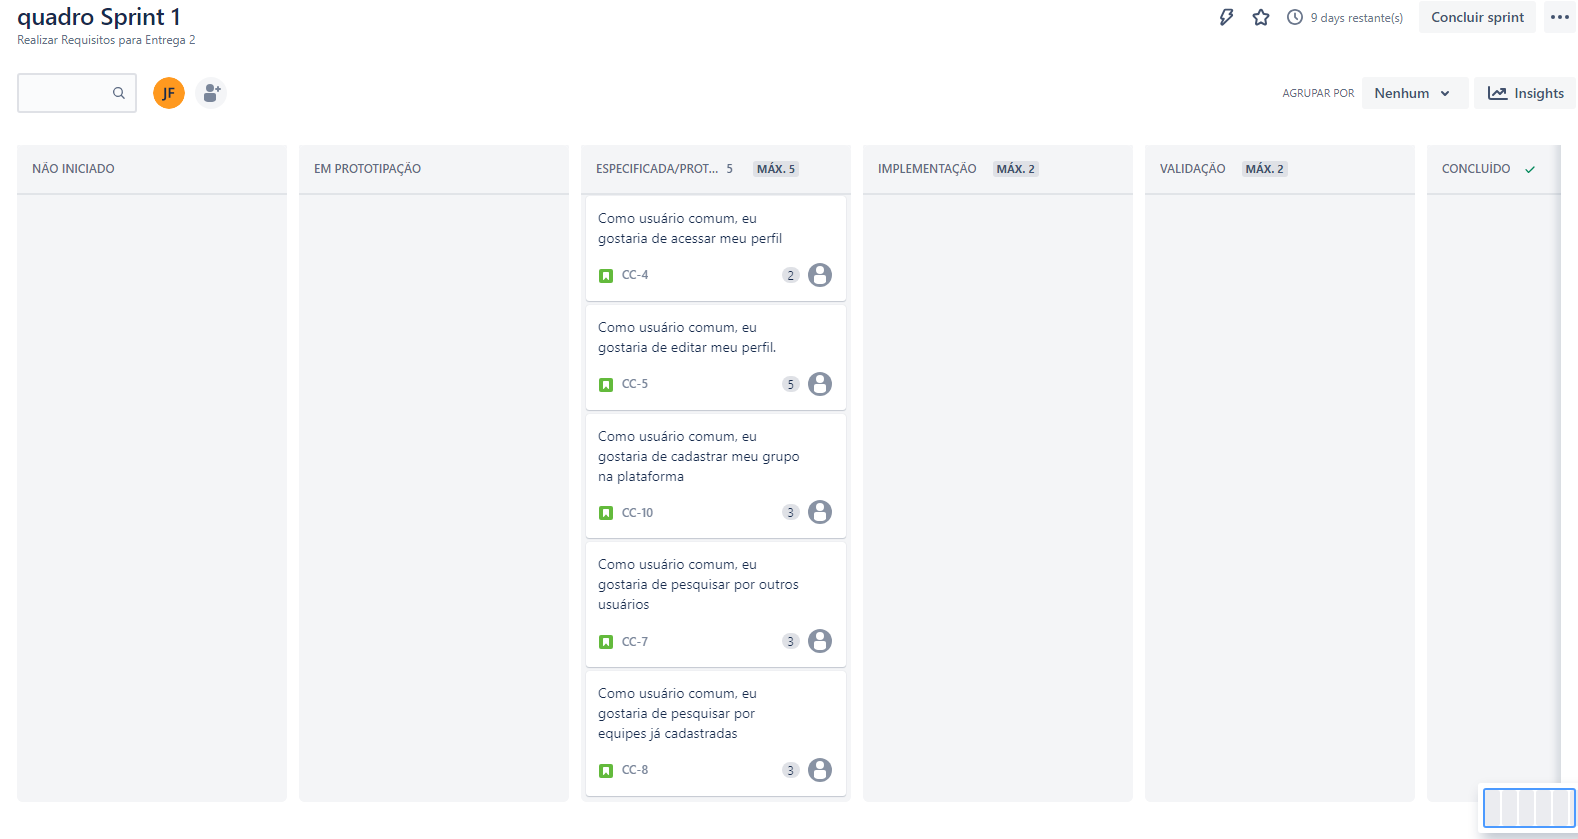 quadro Sprint 1
Realizar Requisitos para Entrega 2
9 days restante(s)
Concluir sprint
JF
AGRUPAR POR
Nenhum
Insights
NÃO INICIADO
EM PROTOTIPAÇÃO
ESPECIFICADA/PROT... 5 MÁX. 5
IMPLEMENTAÇÃO MÁX. 2
VALIDAÇÃO MÁX. 2
CONCLUÍDO
Como usuário comum, eu
gostaria de acessar meu perfil
CC-4 2
Como usuário comum, eu
gostaria de editar meu perfil.
CC-5 5
Como usuário comum, eu
gostaria de cadastrar meu grupo
na plataforma
CC-10 3
Como usuário comum, eu
gostaria de pesquisar por outros
usuários
CC-7 3
Como usuário comum, eu
gostaria de pesquisar por
equipes já cadastradas
CC-8 3